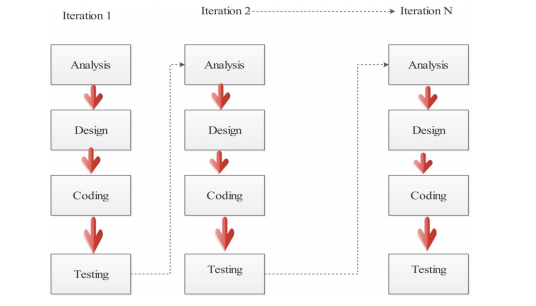 Iteration 1
Iteration 2
Iteration N
Analysis
Analysis
Analysis
Design
Design
Design
Coding
Coding
Coding
Testing
Testing
Testing